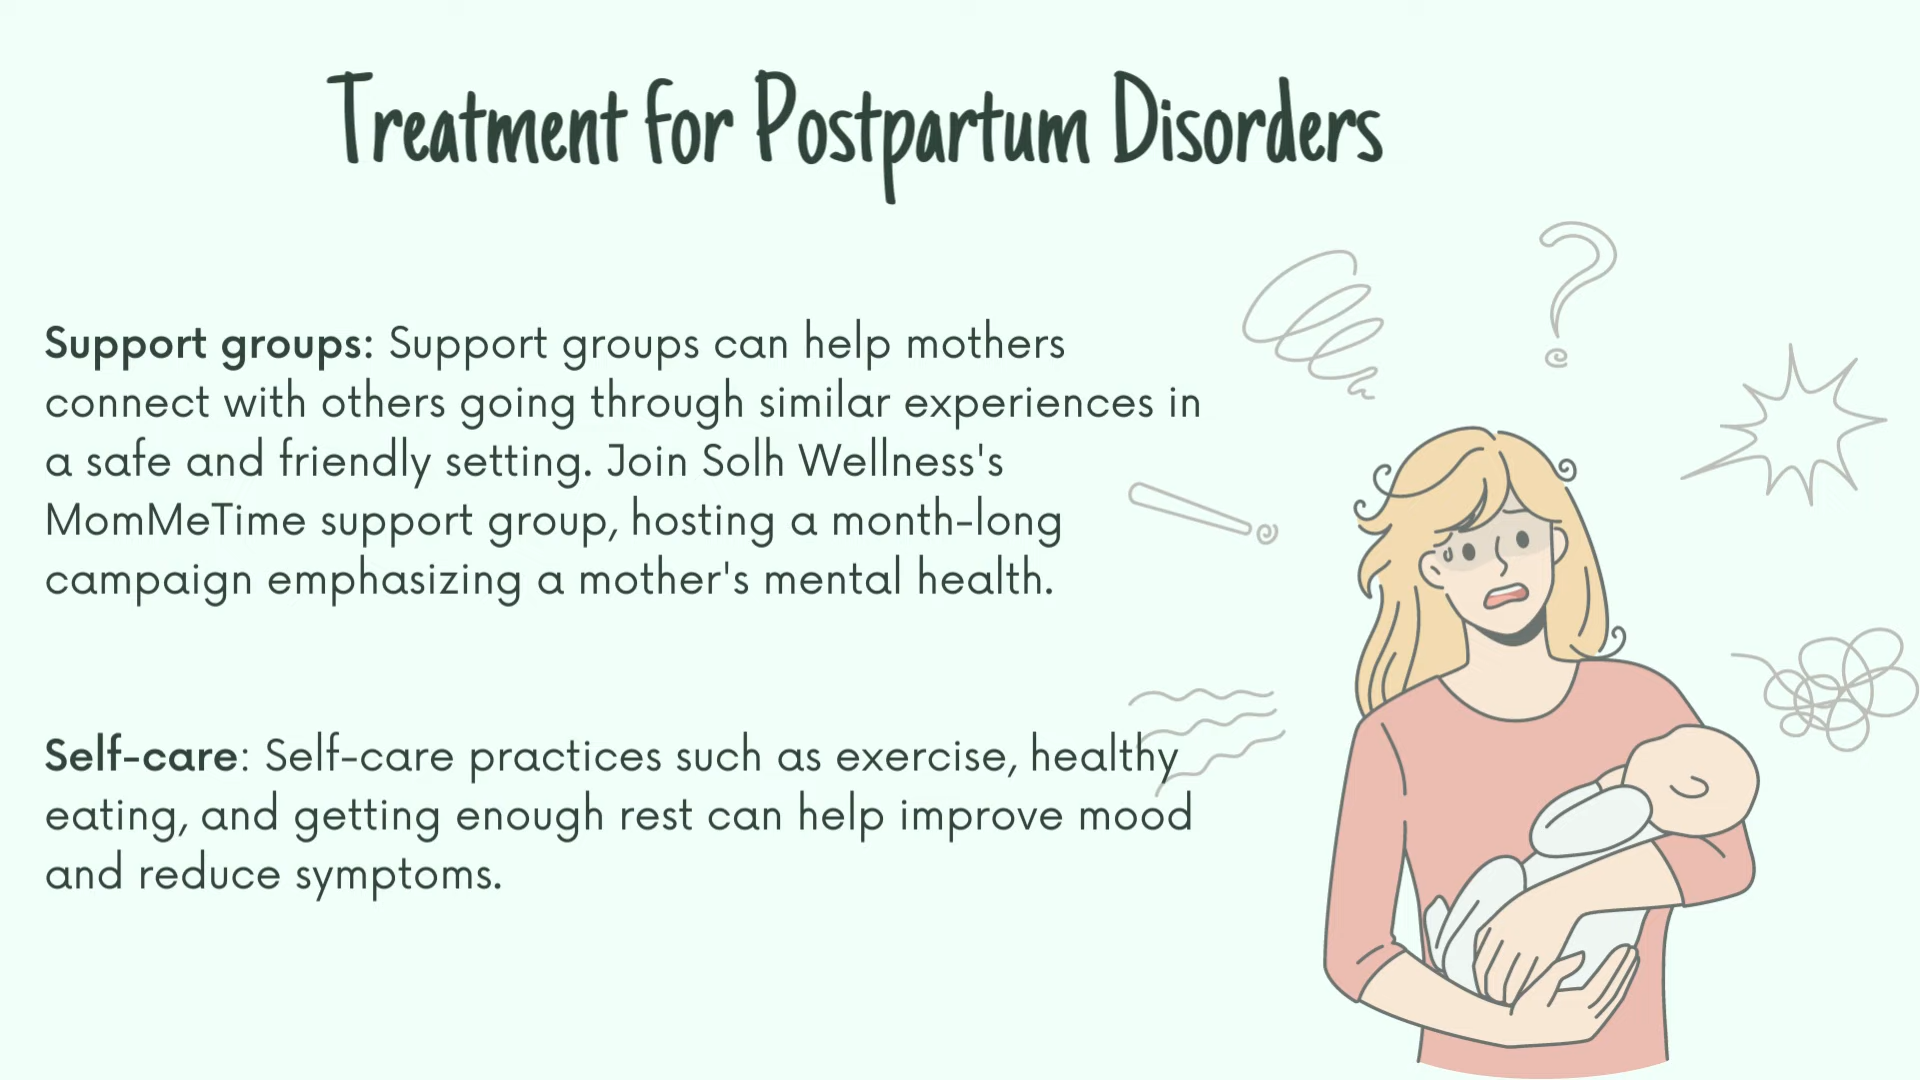 Treatment for Postpartum Disorders
Support groups: Support groups can help mothers
connect with others going through similar experiences in
a safe and friendly setting. Join Solh Wellness's
MomMeTime support group, hosting a month-long
campaign emphasizing a mother's mental health.
Self-care: Self-care practices such as exercise, healthy
eating, and getting enough rest can help improve mood
and reduce symptoms.